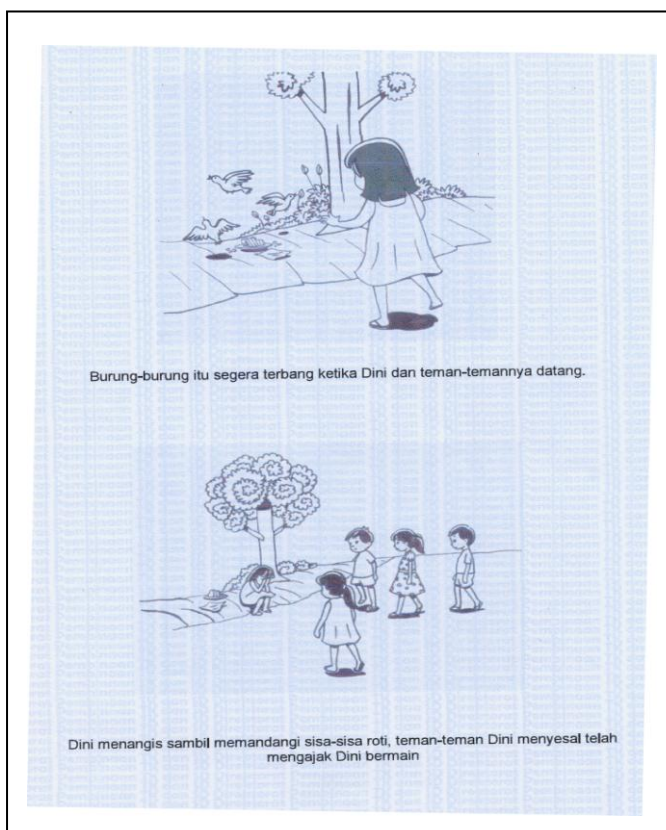 Burung-burung itu segera terbang ketika Dini dan teman-temannya datang.
Dini menangis sambil memandangi sisa-sisa roti, teman-teman Dini menyesal telah
mengajak Dini bermain